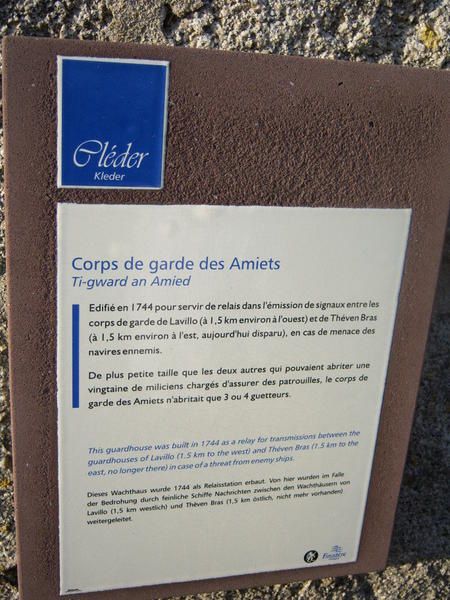 Cléder
Kleder
Corps de garde des Amiets
Ti-gward an Amied
Edifié en 1744 pour servir de relais dans l'émission de signaux entre les
corps de garde de Lavillo (à 1,5 km environ à l'ouest) et de Théven Bras
(à 1,5 km environ à l'est, aujourd'hui disparu), en cas de menace des
navires ennemis.
De plus petite taille que les deux autres qui pouvaient abriter une
vingtaine de miliciens chargés d'assurer des patrouilles, le corps de
garde des Amiets n'abritait que 3 ou 4 guetteurs.
This guardhouse was built in 1744 as a relay for transmissions between the
guardhouses of Lavillo (1.5 km to the west) and Théven Bras (1.5 km to the
east, no longer there) in case of a threat from enemy ships.
Dieses Wachthaus wurde 1744 als Relaisstation erbaut. Von hier wurden im Falle
der Bedrohung durch feinliche Schiffe Nachrichten zwischen den Wachthäusern von
Lavillo (1,5 km westlich) und Théven Bras (1,5 km östlich, nicht mehr vorhanden)
weitergeleitet.
FINISTÈRE